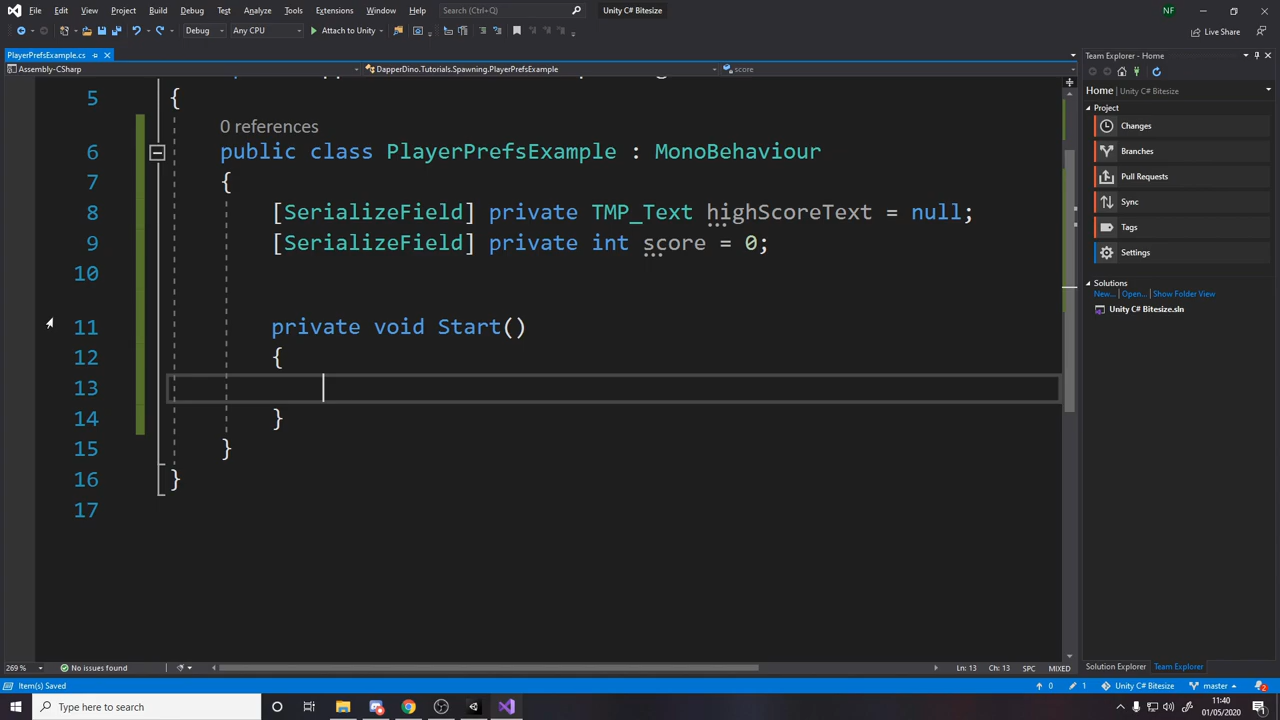 File Edit View Project Build Debug Test Analyze Tools Extensions Window Help Search (Ctrl+Q) Unity C# Bitesize NF
Debug Any CPU Attach to Unity Live Share
PlayerPrefsExample.cs
Assembly-CSharp DapperDino.Tutorials.Spawning.PlayerPrefsExample score
5 {
0 references
6 public class PlayerPrefsExample : MonoBehaviour
7 {
8 [SerializeField] private TMP_Text highScoreText = null;
9 [SerializeField] private int score = 0;
10
11 private void Start()
12 {
13
14 }
15 }
16 }
17
Team Explorer - Home
Home | Unity C# Bitesize
Project
Changes
Branches
Pull Requests
Sync
Tags
Settings
Solutions
New... | Open... | Show Folder View
Unity C# Bitesize.sln
269 % No issues found Ln: 13 Ch: 13 SPC MIXED
Solution Explorer Team Explorer
Item(s) Saved 0 1 Unity C# Bitesize master 2
Type here to search
11:40
01/05/2020
1